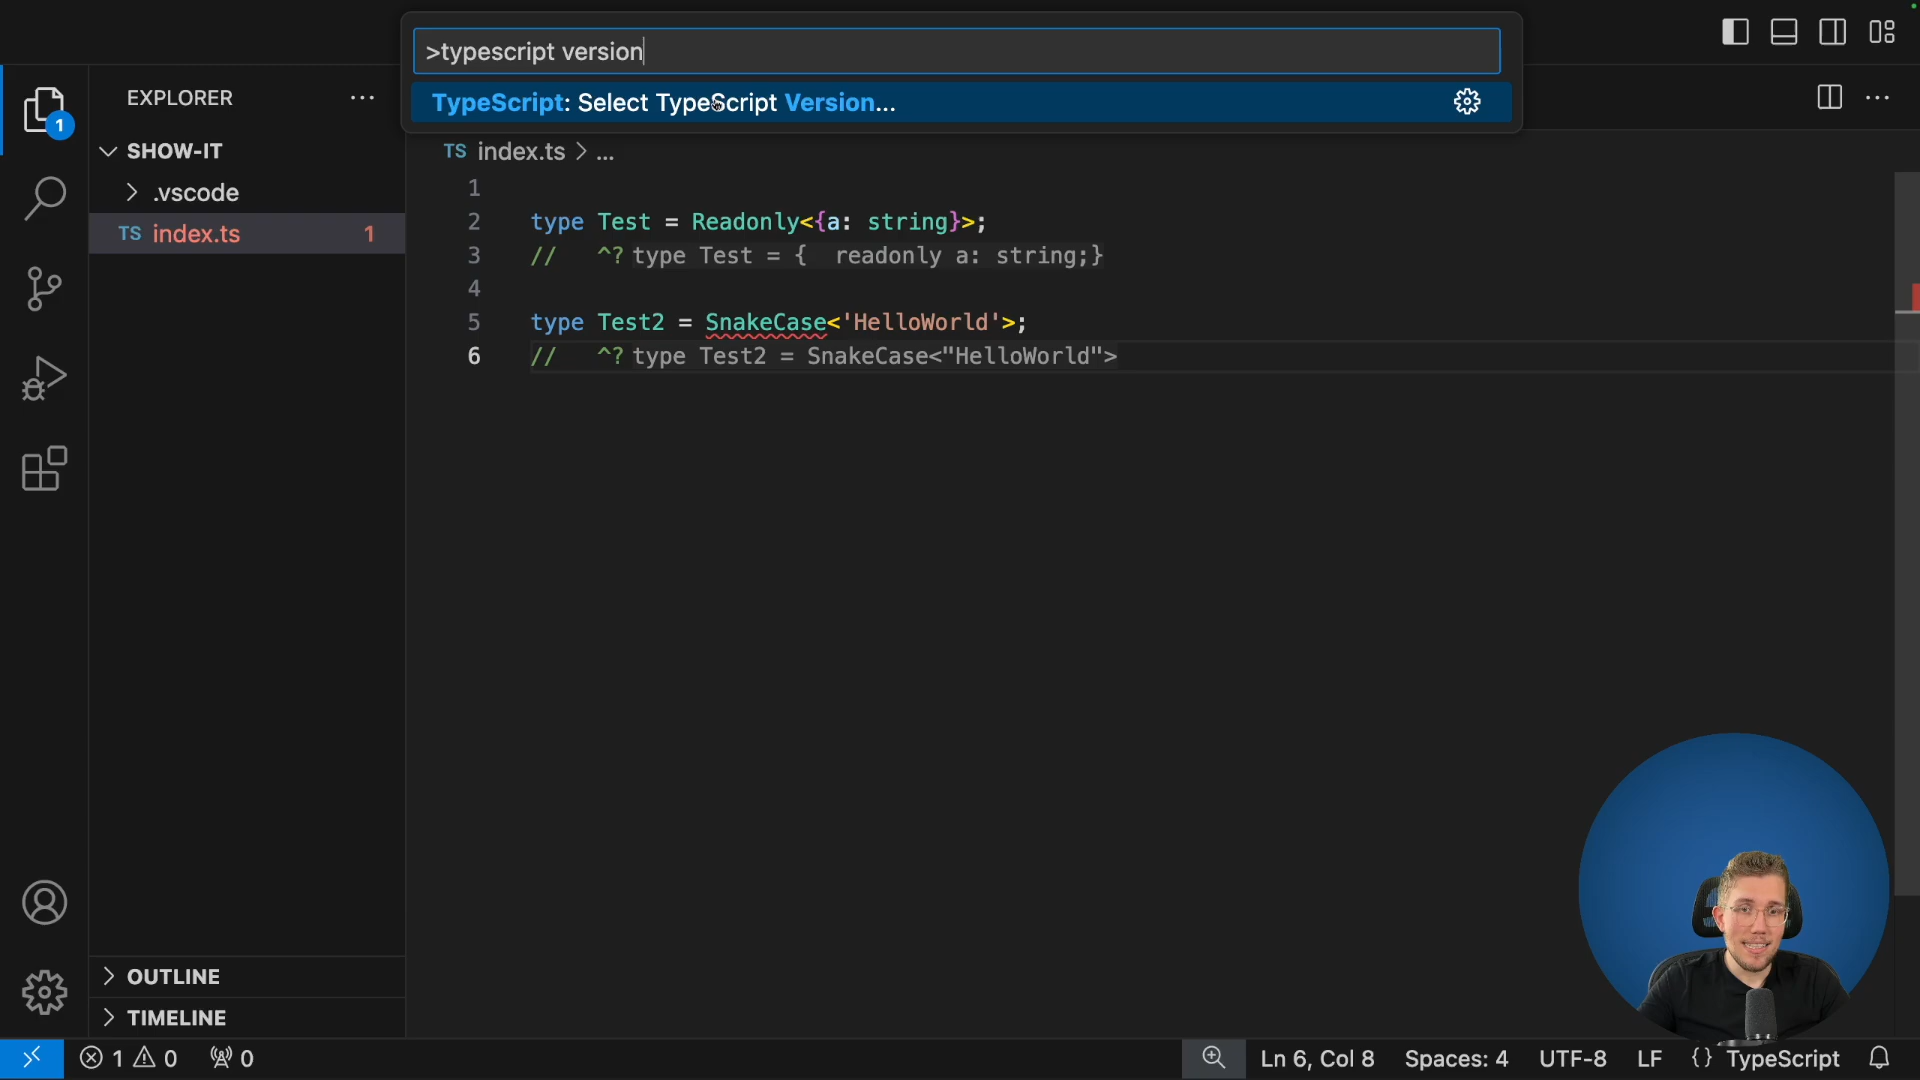 >typescript version
TypeScript: Select TypeScript Version...
EXPLORER
1
SHOW-IT
.vscode
TS index.ts 1
TS index.ts > ...
1
2 type Test = Readonly<{a: string}>;
3 // ^? type Test = {  readonly a: string;}
4
5 type Test2 = SnakeCase<'HelloWorld'>;
6 // ^? type Test2 = SnakeCase<"HelloWorld">
OUTLINE
TIMELINE
1 0 0 Ln 6, Col 8 Spaces: 4 UTF-8 LF {} TypeScript